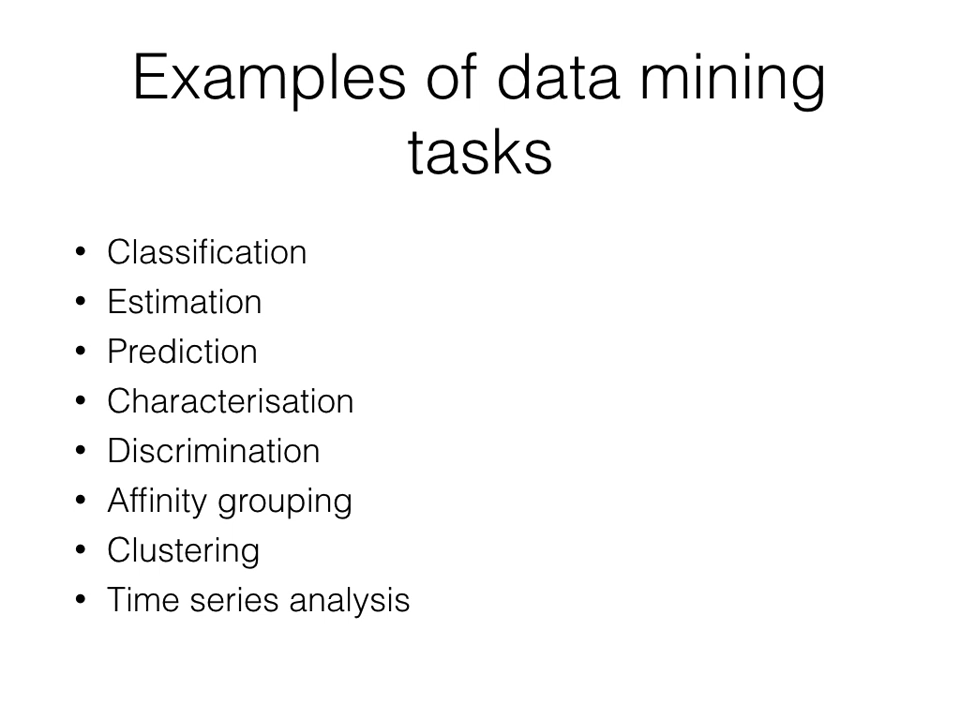 Examples of data mining
tasks
• Classification
• Estimation
• Prediction
• Characterisation
• Discrimination
• Affinity grouping
• Clustering
• Time series analysis